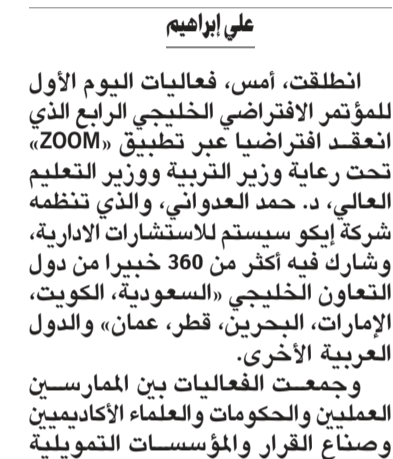 علي إبراهيم
انطلقت، أمس، فعاليات اليوم الأول
للمؤتمر الافتراضي الخليجي الرابع الذي
انعقد افتراضيا عبر تطبيق «ZOOM»
تحت رعاية وزير التربية ووزير التعليم
العالي، د. حمد العدواني، والذي تنظمه
شركة إيكو سيستم للاستشارات الادارية،
وشارك فيه أكثر من 360 خبيرا من دول
التعاون الخليجي «السعودية، الكويت،
الإمارات، البحرين، قطر، عمان» والدول
العربية الأخرى.
وجمعت الفعاليات بين الممارسين
العمليين والحكومات والعلماء الأكاديميين
وصناع القرار والمؤسسات التمويلية